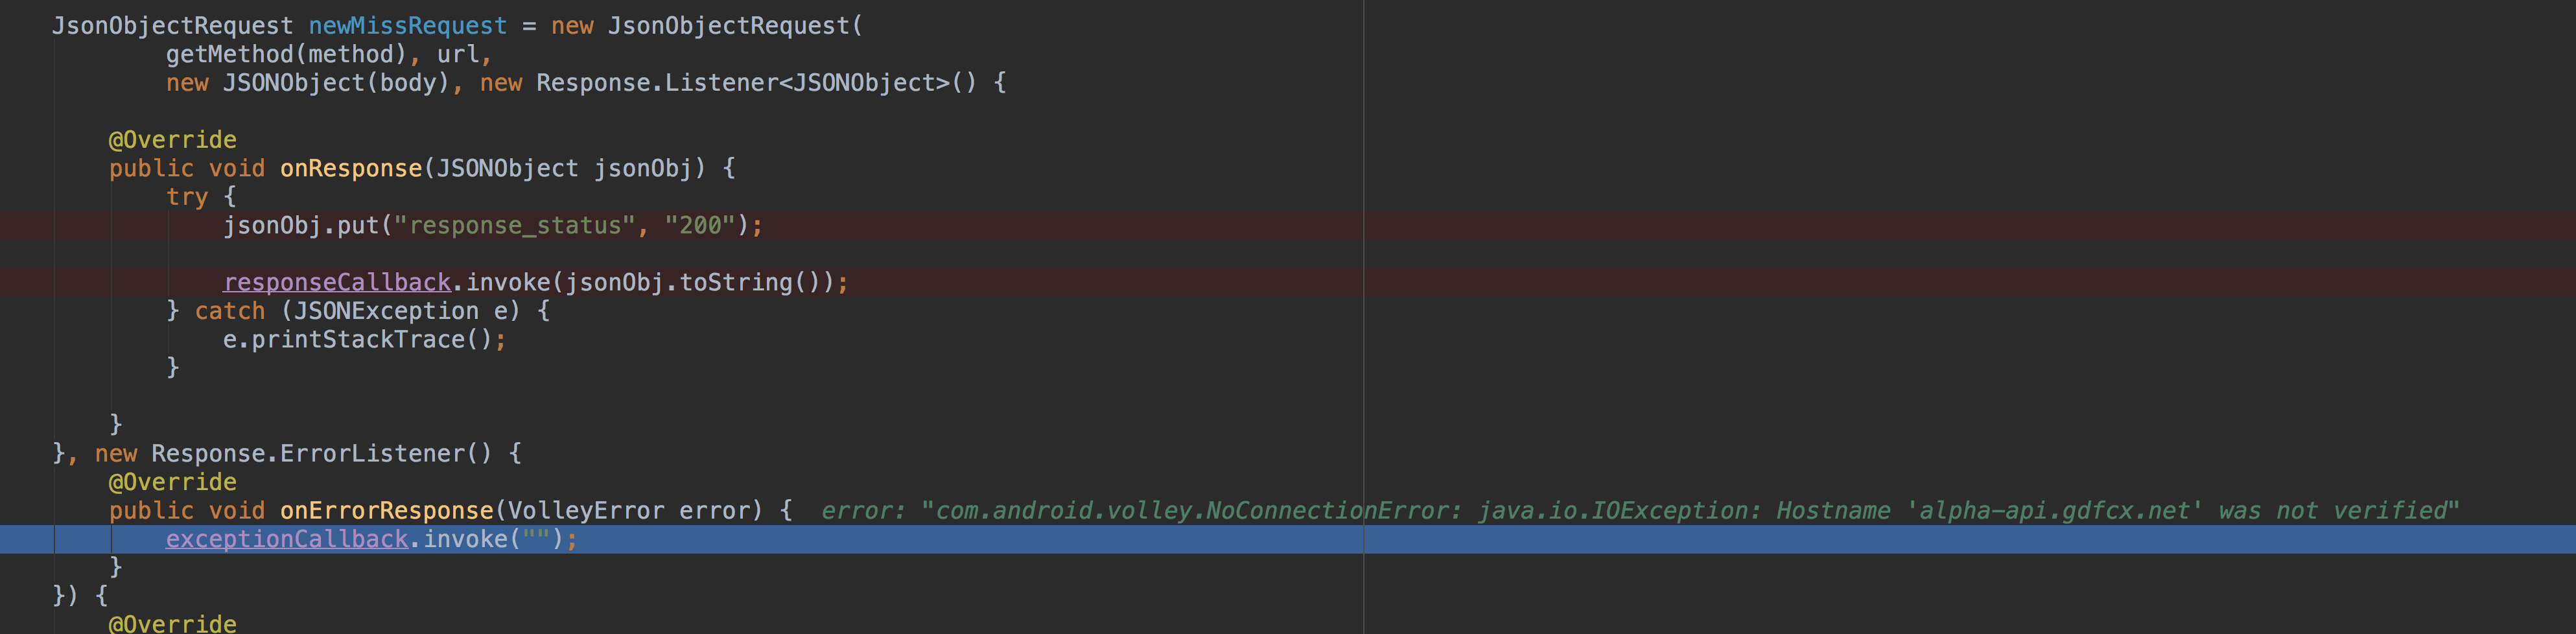 JsonObjectRequest newMissRequest = new JsonObjectRequest(
getMethod(method), url,
new JSONObject(body), new Response.Listener<JSONObject>() {
@Override
public void onResponse(JSONObject jsonObj) {
try {
jsonObj.put("response_status", "200");
responseCallback.invoke(jsonObj.toString());
} catch (JSONException e) {
e.printStackTrace();
}
}
}, new Response.ErrorListener() {
@Override
public void onErrorResponse(VolleyError error) { error: "com.android.volley.NoConnectionError: java.io.IOException: Hostname 'alpha-api.gdfcx.net' was not verified"
exceptionCallback.invoke("");
}
}) {
@Override